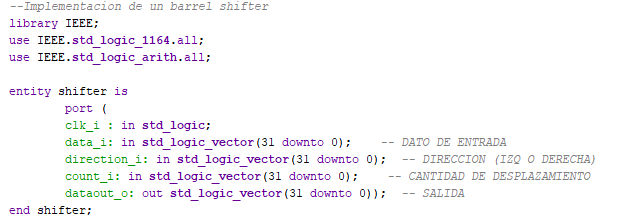 --Implementacion de un barrel shifter
library IEEE;
use IEEE.std_logic_1164.all;
use IEEE.std_logic_arith.all;

entity shifter is
        port (
        clk_i : in std_logic;
        data_i: in std_logic_vector(31 downto 0);    -- DATO DE ENTRADA
        direction_i: in std_logic_vector(31 downto 0);  -- DIRECCION (IZQ O DERECHA)
        count_i: in std_logic_vector(31 downto 0);    -- CANTIDAD DE DESPLAZAMIENTO
        dataout_o: out std_logic_vector(31 downto 0));  -- SALIDA
end shifter;